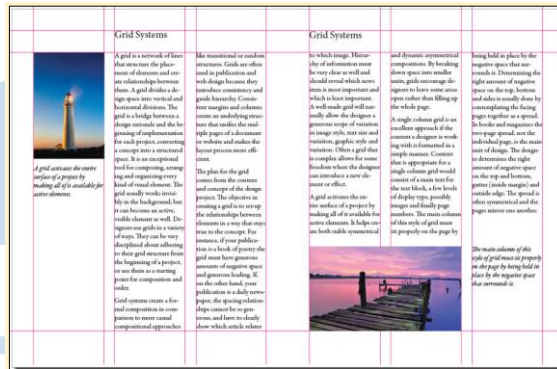 Grid Systems
A grid is a network of lines
that structure the place-
ment of elements and cre-
ate relationships between
them. A grid divides a de-
sign space into vertical and
horizontal divisions. The
grid is a bridge between a
design rationale and the be-
ginning of implementation
for each project, converting
a concept into a structured
space. It is an exceptional
tool for composing, arrang-
ing and organizing every
kind of visual element. The
grid usually works invisi-
bly in the background, but
it can become an active,
visible element as well. De-
signers use grids in a variety
of ways. They can be very
disciplined about adhering
to their grid structure from
the beginning of a project,
or use them as a starting
point for composition and
order.
Grid systems create a for-
mal composition in com-
parison to more casual
compositional approaches
like transitional or random
structures. Grids are often
used in publication and
web design because they
introduce consistency and
guide hierarchy. Consis-
tent margins and columns
create an underlying struc-
ture that unifies the mul-
tiple pages of a document
or website and makes the
layout process more effi-
cient.
The plan for the grid
comes from the content
and concept of the design
project. The objective in
creating a grid is to set-up
the relationships between
elements in a way that stays
true to the concept. For
instance, if your publica-
tion is a book of poetry the
grid must have generous
amounts of negative space
and generous leading. If,
on the other hand, your
publication is a daily news-
paper, the spacing relation-
ships cannot be so gen-
erous, and have to clearly
show which article relates
A grid activates the entire
surface of a project by
making all of it available for
active elements.
Grid Systems
to which image. Hierar-
chy of information must
be very clear as well and
should reveal which news
item is most important and
which is least important.
A well-made grid will nat-
urally allow the designer a
generous scope of variation
in image style, text size and
variation, graphic style and
variation. Often a grid that
is complex allows for some
freedom where the designer
can introduce a new ele-
ment or effect.
A grid activates the en-
tire surface of a project by
making all of it available for
active elements. It helps cre-
ate both stable symmetrical
and dynamic asymmetrical
compositions. By breaking
down space into smaller
units, grids encourage de-
signers to leave some areas
open rather than filling up
the whole page.
A single column grid is an
excellent approach if the
content a designer is work-
ing with is formatted in a
simple manner. Content
that is appropriate for a
single column grid would
consist of a main text for
the text block, a few levels
of display type, possibly
images and finally page
numbers. The main column
of this style of grid must
sit properly on the page by
being held in place by the
negative space that sur-
rounds it. Determining the
right amount of negative
space on the top, bottom
and sides is usually done by
contemplating the facing
pages together as a spread.
In books and magazines the
two-page spread, not the
individual page, is the main
unit of design. The design-
er determines the right
amount of negative space
on the top and bottom,
gutter (inside margin) and
outside edge. The spread is
often symmetrical and the
pages mirror one another.
The main column of this
style of grid must sit properly
on the page by being held in
place by the negative space
that surrounds it.